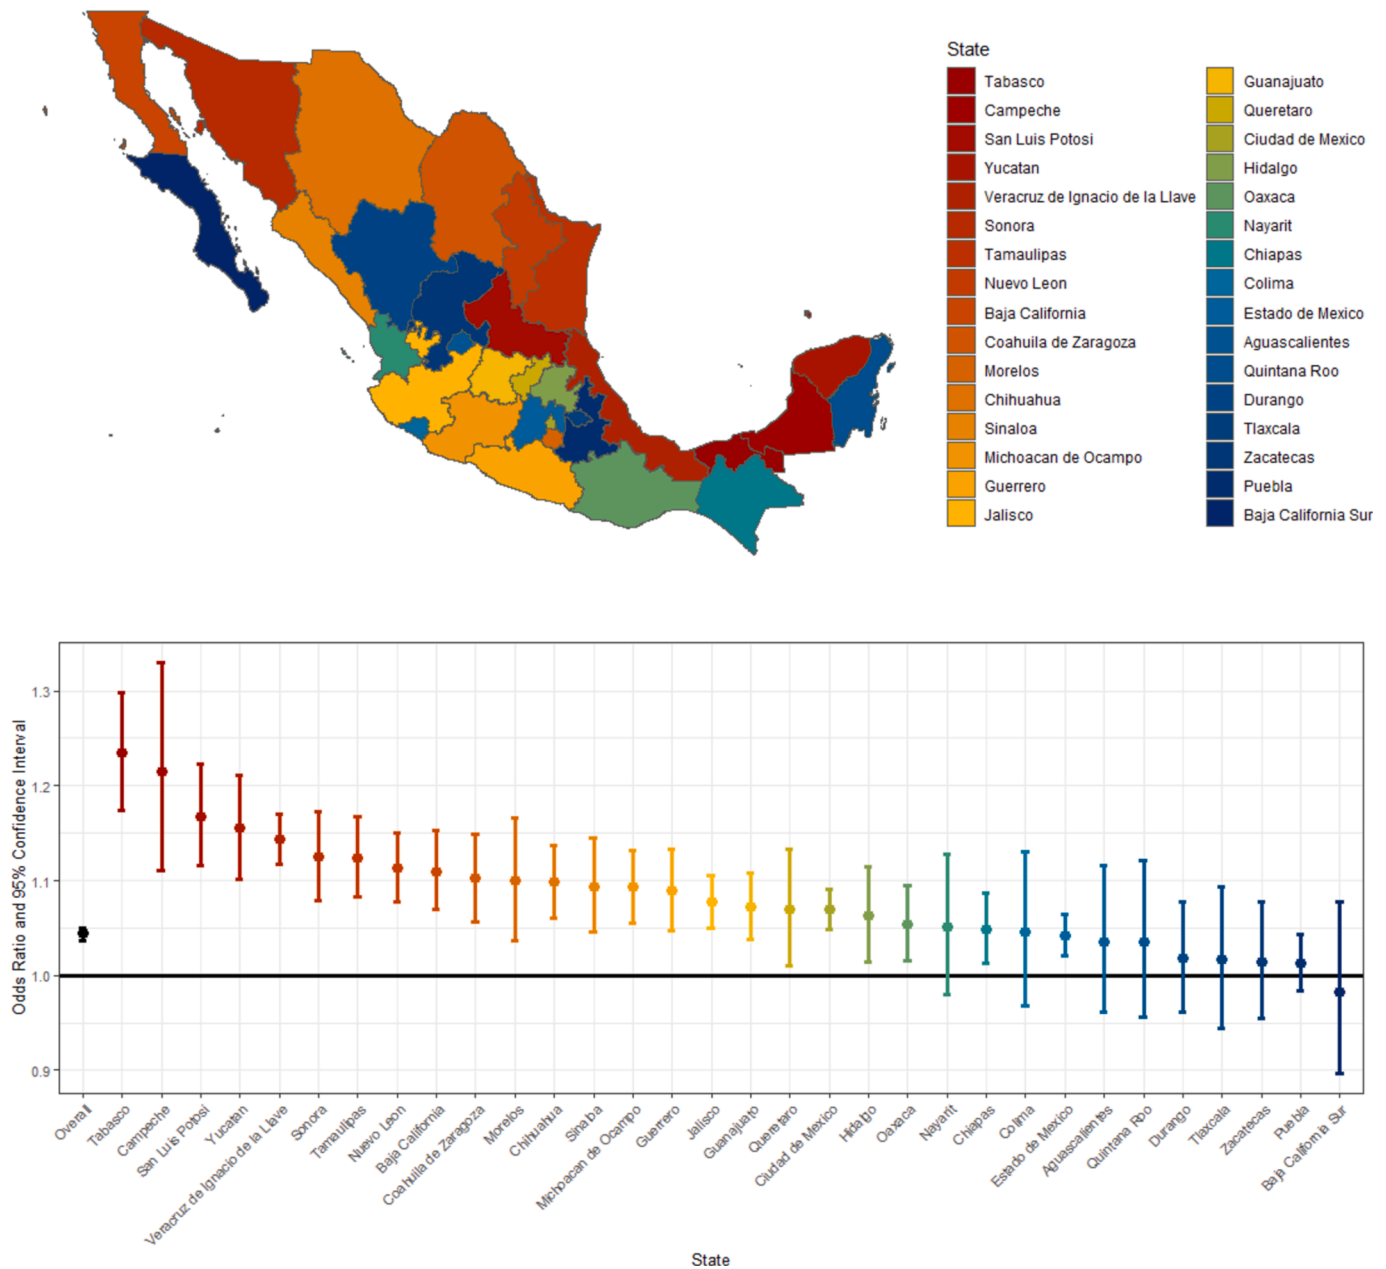 State
Tabasco
Campeche
San Luis Potosi
Yucatan
Veracruz de Ignacio de la Llave
Sonora
Tamaulipas
Nuevo Leon
Baja California
Coahuila de Zaragoza
Morelos
Chihuahua
Sinaloa
Michoacan de Ocampo
Guerrero
Jalisco
Guanajuato
Queretaro
Ciudad de Mexico
Hidalgo
Oaxaca
Nayarit
Chiapas
Colima
Estado de Mexico
Aguascalientes
Quintana Roo
Durango
Tlaxcala
Zacatecas
Puebla
Baja California Sur
Odds Ratio and 95% Confidence Interval
1.3
1.2
1.1
1.0
0.9
Overall
Tabasco
Campeche
San Luis Potosi
Yucatan
Veracruz de Ignacio de la Llave
Sonora
Tamaulipas
Nuevo Leon
Baja California
Coahuila de Zaragoza
Morelos
Chihuahua
Sinaloa
Michoacan de Ocampo
Guerrero
Jalisco
Guanajuato
Queretaro
Ciudad de Mexico
Hidalgo
Oaxaca
Nayarit
Chiapas
Colima
Estado de Mexico
Aguascalientes
Quintana Roo
Durango
Tlaxcala
Zacatecas
Puebla
Baja California Sur
State